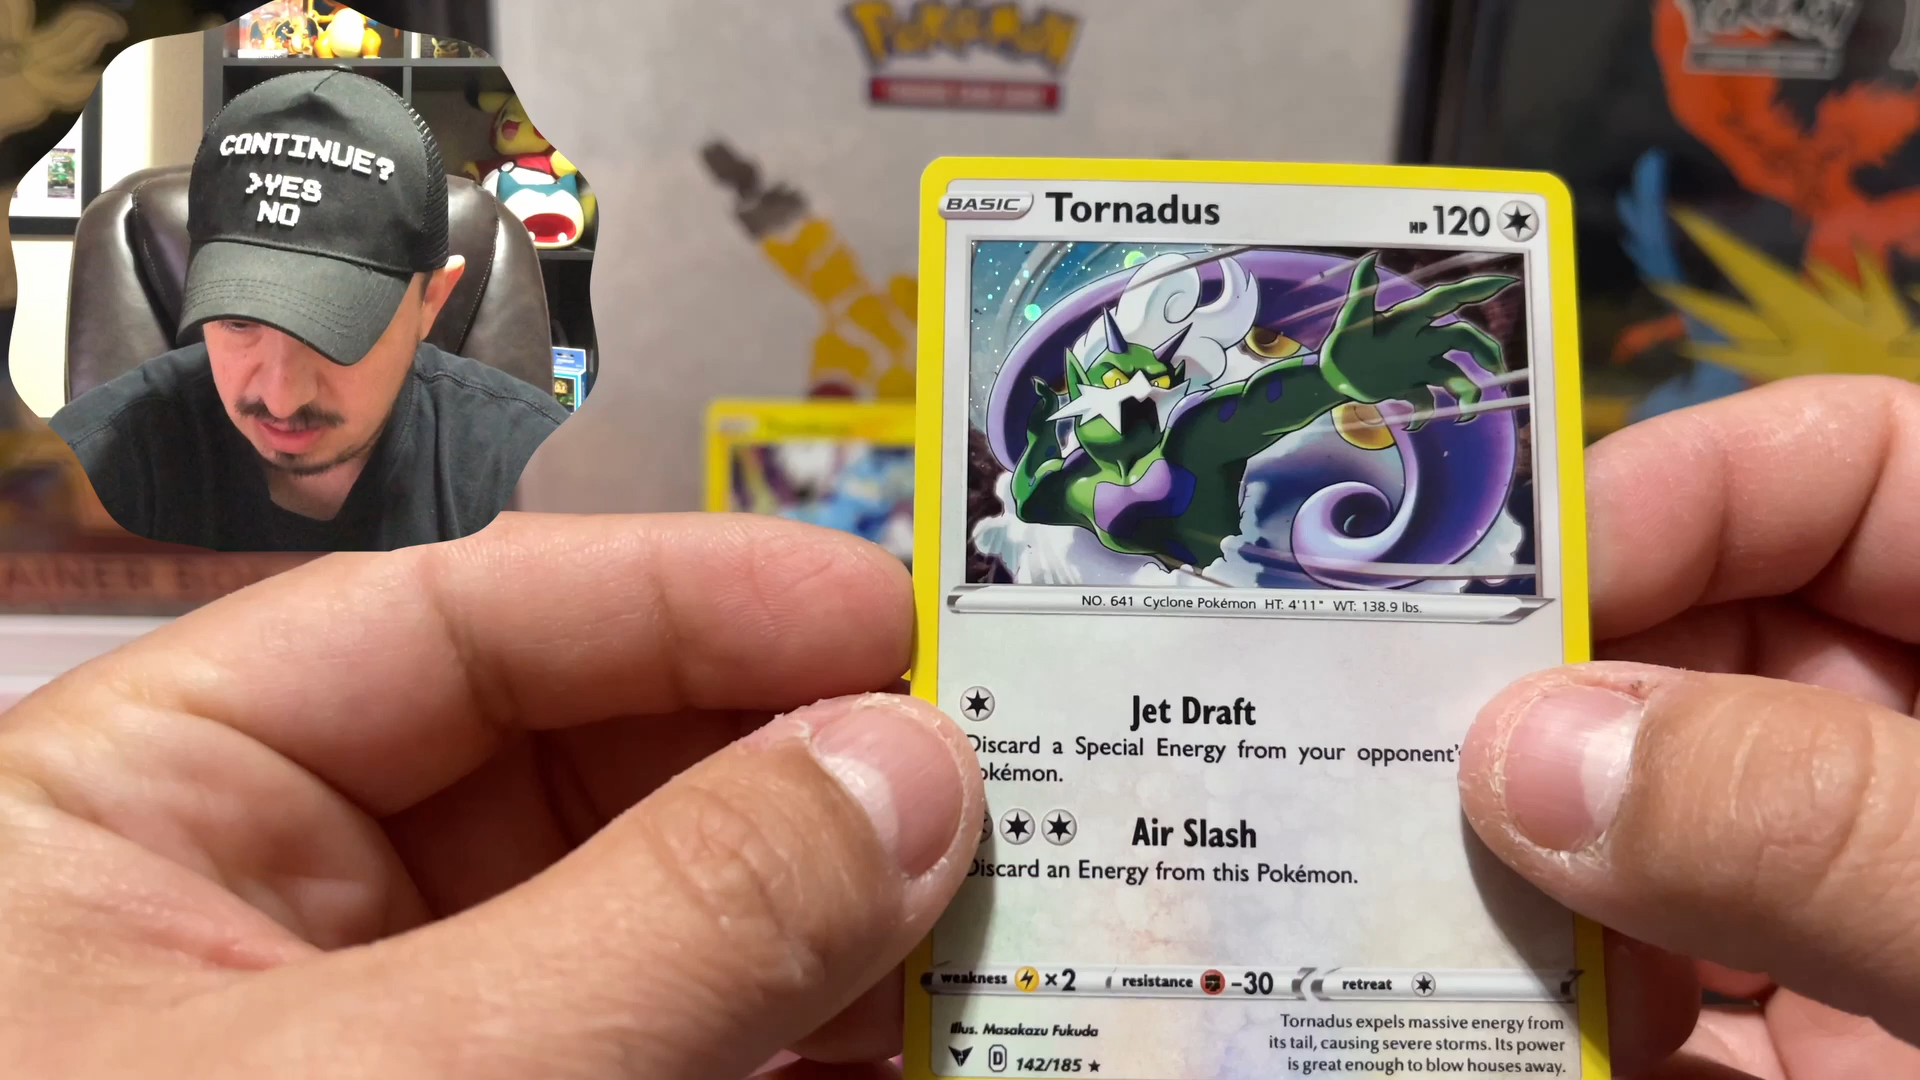 CONTINUE?
>YES
NO
POKÉMON
BASIC Tornadus HP 120
NO. 641 Cyclone Pokémon HT: 4'11" WT: 138.9 lbs.
Jet Draft
Discard a Special Energy from your opponent's
Pokémon.
Air Slash
Discard an Energy from this Pokémon.
weakness ×2 resistance -30 retreat
Illus. Masakazu Fukuda
D 142/185 ★
Tornadus expels massive energy from
its tail, causing severe storms. Its power
is great enough to blow houses away.